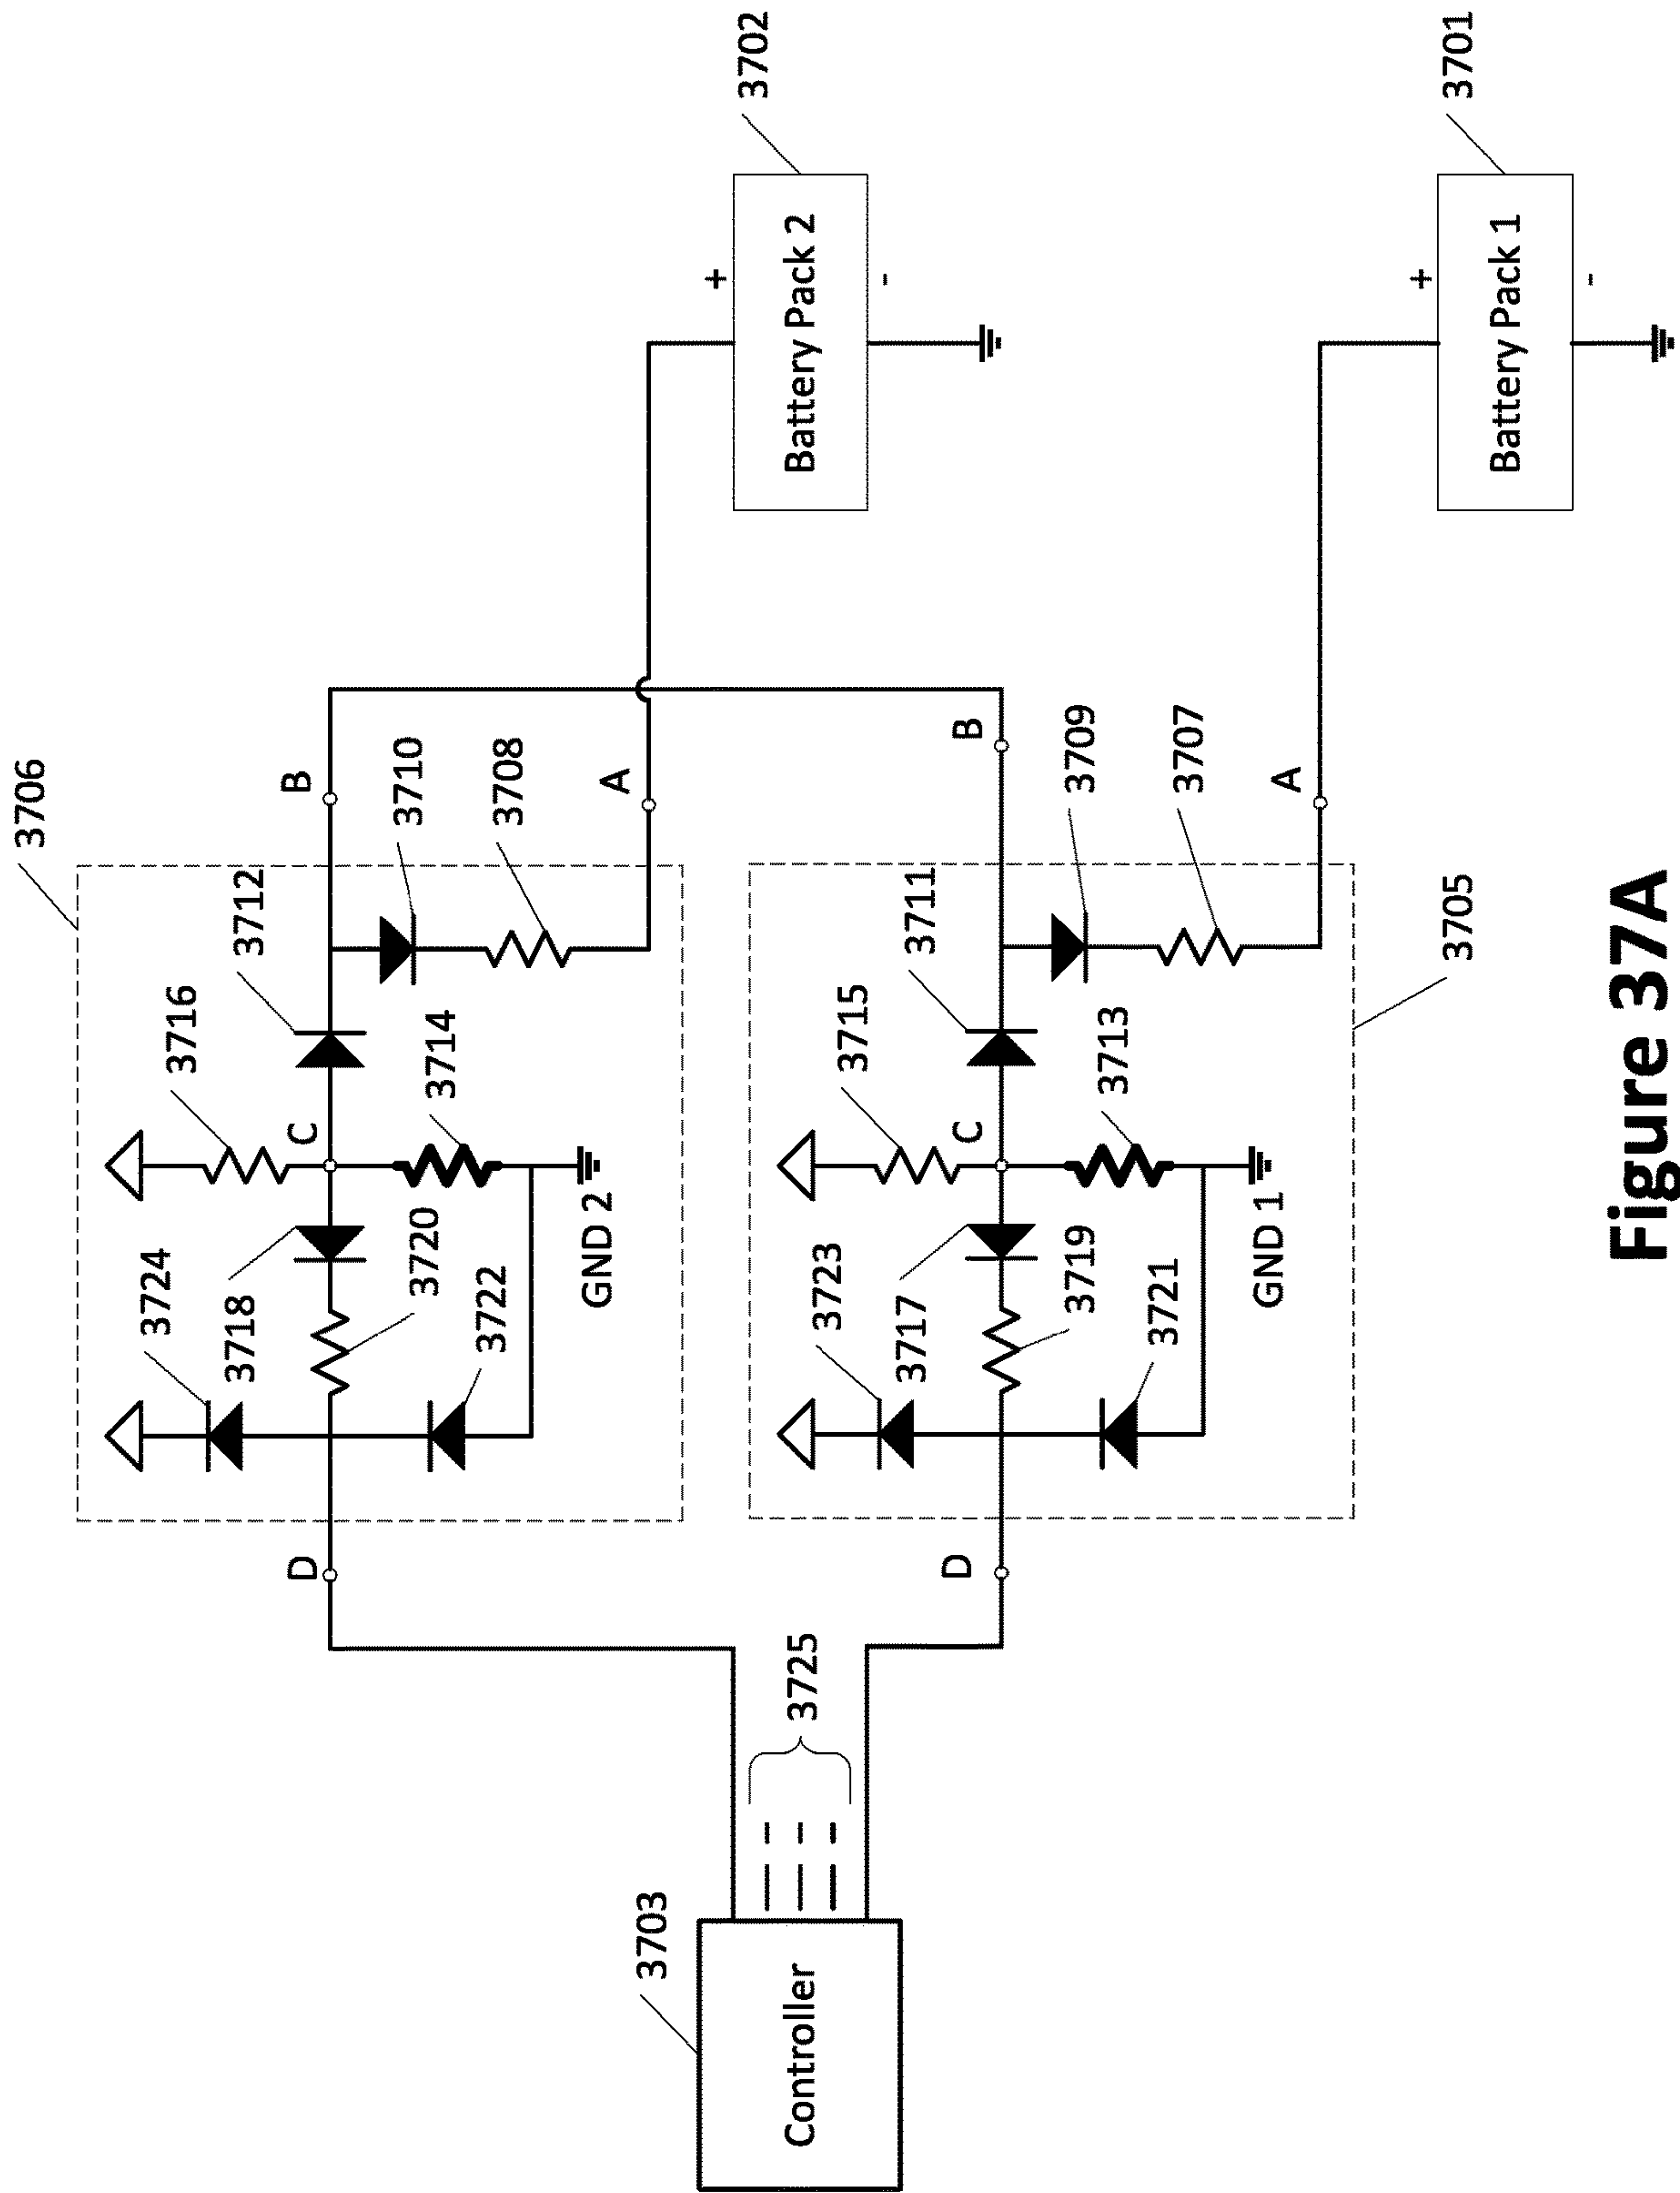 3706
3724
3716
3712
B
3718
C
3710
3720
3714
3708
3722
A
GND 2
D
3702
+
Battery Pack 2
-
3703
Controller
3725
3723
3715
3711
B
3717
C
3709
3719
3713
3707
3721
A
GND 1
D
3705
3701
+
Battery Pack 1
-
Figure 37A